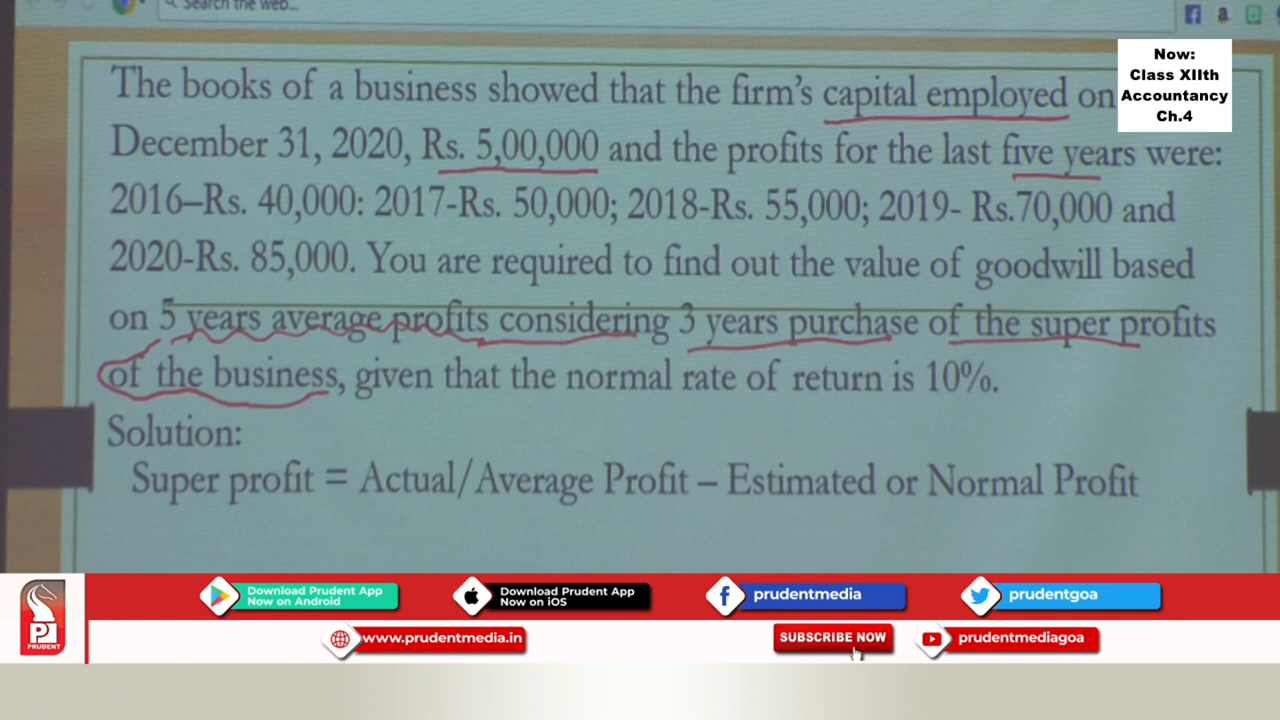 Search the web...
Now:
Class XIIth
Accountancy
Ch.4
The books of a business showed that the firm's capital employed on
December 31, 2020, Rs. 5,00,000 and the profits for the last five years were:
2016–Rs. 40,000: 2017-Rs. 50,000; 2018-Rs. 55,000; 2019- Rs.70,000 and
2020-Rs. 85,000. You are required to find out the value of goodwill based
on 5 years average profits considering 3 years purchase of the super profits
of the business, given that the normal rate of return is 10%.
Solution:
Super profit = Actual/Average Profit – Estimated or Normal Profit
PRUDENT
Download Prudent App
Now on Android
Download Prudent App
Now on iOS
prudentmedia
prudentgoa
www.prudentmedia.in
SUBSCRIBE NOW
prudentmediagoa